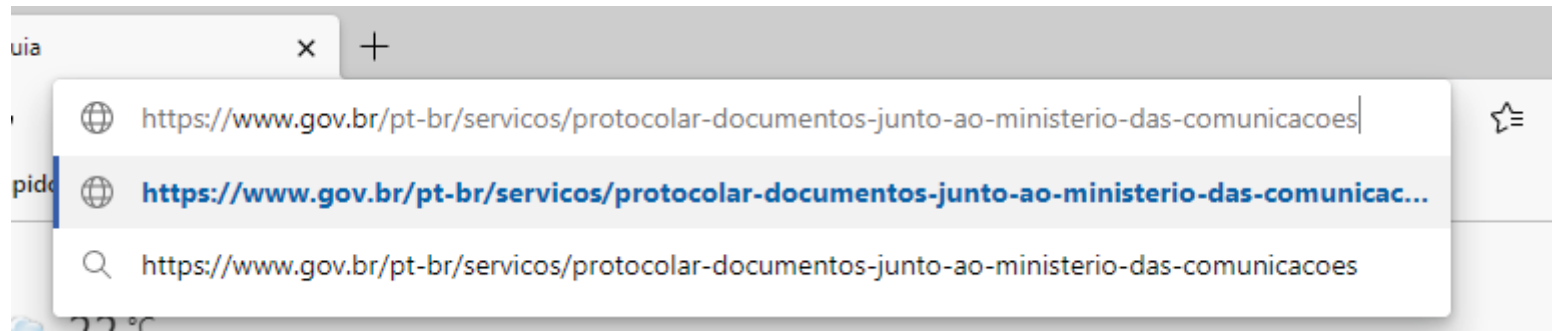 uia
https://www.gov.br/pt-br/servicos/protocolar-documentos-junto-ao-ministerio-das-comunicacoes
pido
https://www.gov.br/pt-br/servicos/protocolar-documentos-junto-ao-ministerio-das-comunicac...
https://www.gov.br/pt-br/servicos/protocolar-documentos-junto-ao-ministerio-das-comunicacoes
22 °C